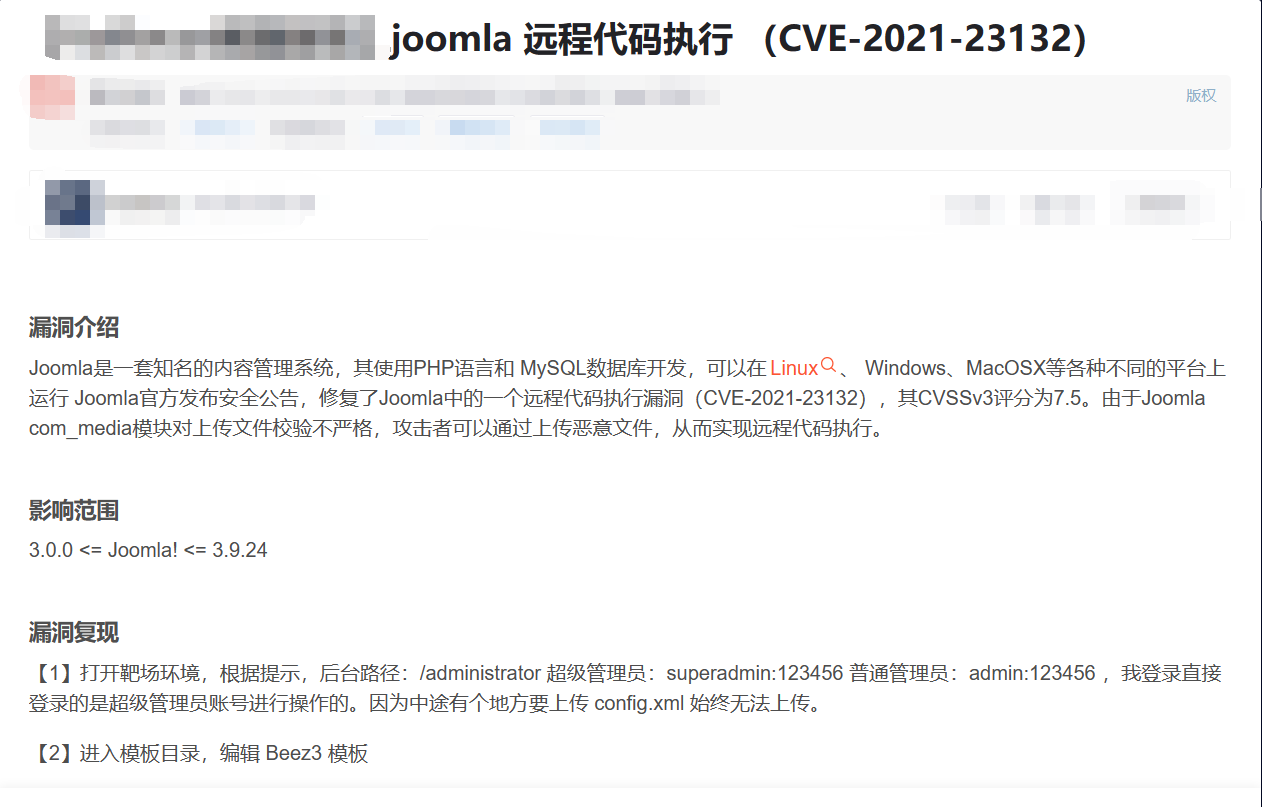 joomla 远程代码执行 （CVE-2021-23132）
版权
漏洞介绍
Joomla是一套知名的内容管理系统，其使用PHP语言和 MySQL数据库开发，可以在 Linux 、 Windows、MacOSX等各种不同的平台上
运行 Joomla官方发布安全公告，修复了Joomla中的一个远程代码执行漏洞（CVE-2021-23132），其CVSSv3评分为7.5。由于Joomla
com_media模块对上传文件校验不严格，攻击者可以通过上传恶意文件，从而实现远程代码执行。
影响范围
3.0.0 <= Joomla! <= 3.9.24
漏洞复现
【1】打开靶场环境，根据提示，后台路径：/administrator 超级管理员：superadmin:123456 普通管理员：admin:123456 ，我登录直接
登录的是超级管理员账号进行操作的。因为中途有个地方要上传 config.xml 始终无法上传。
【2】进入模板目录，编辑 Beez3 模板